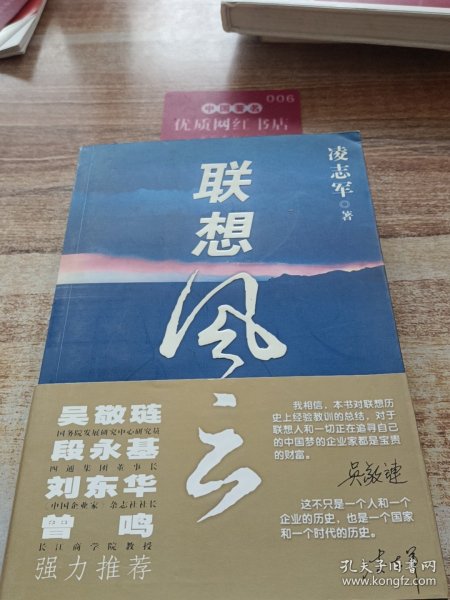 006
中国著名
优质网红书店
联想风云
凌志军◎著
吴敬琏
国务院发展研究中心研究员
段永基
四通集团董事长
刘东华
《中国企业家》杂志社社长
曾鸣
长江商学院教授
强力推荐
我相信，本书对联想历
史上经验教训的总结，对于
联想人和一切正在追寻自己
的中国梦的企业家都是宝贵
的财富。
吴敬琏
这不只是一个人和一个
企业的历史，也是一个国家
和一个时代的历史。
孔夫子旧书网
book.kongfz.com